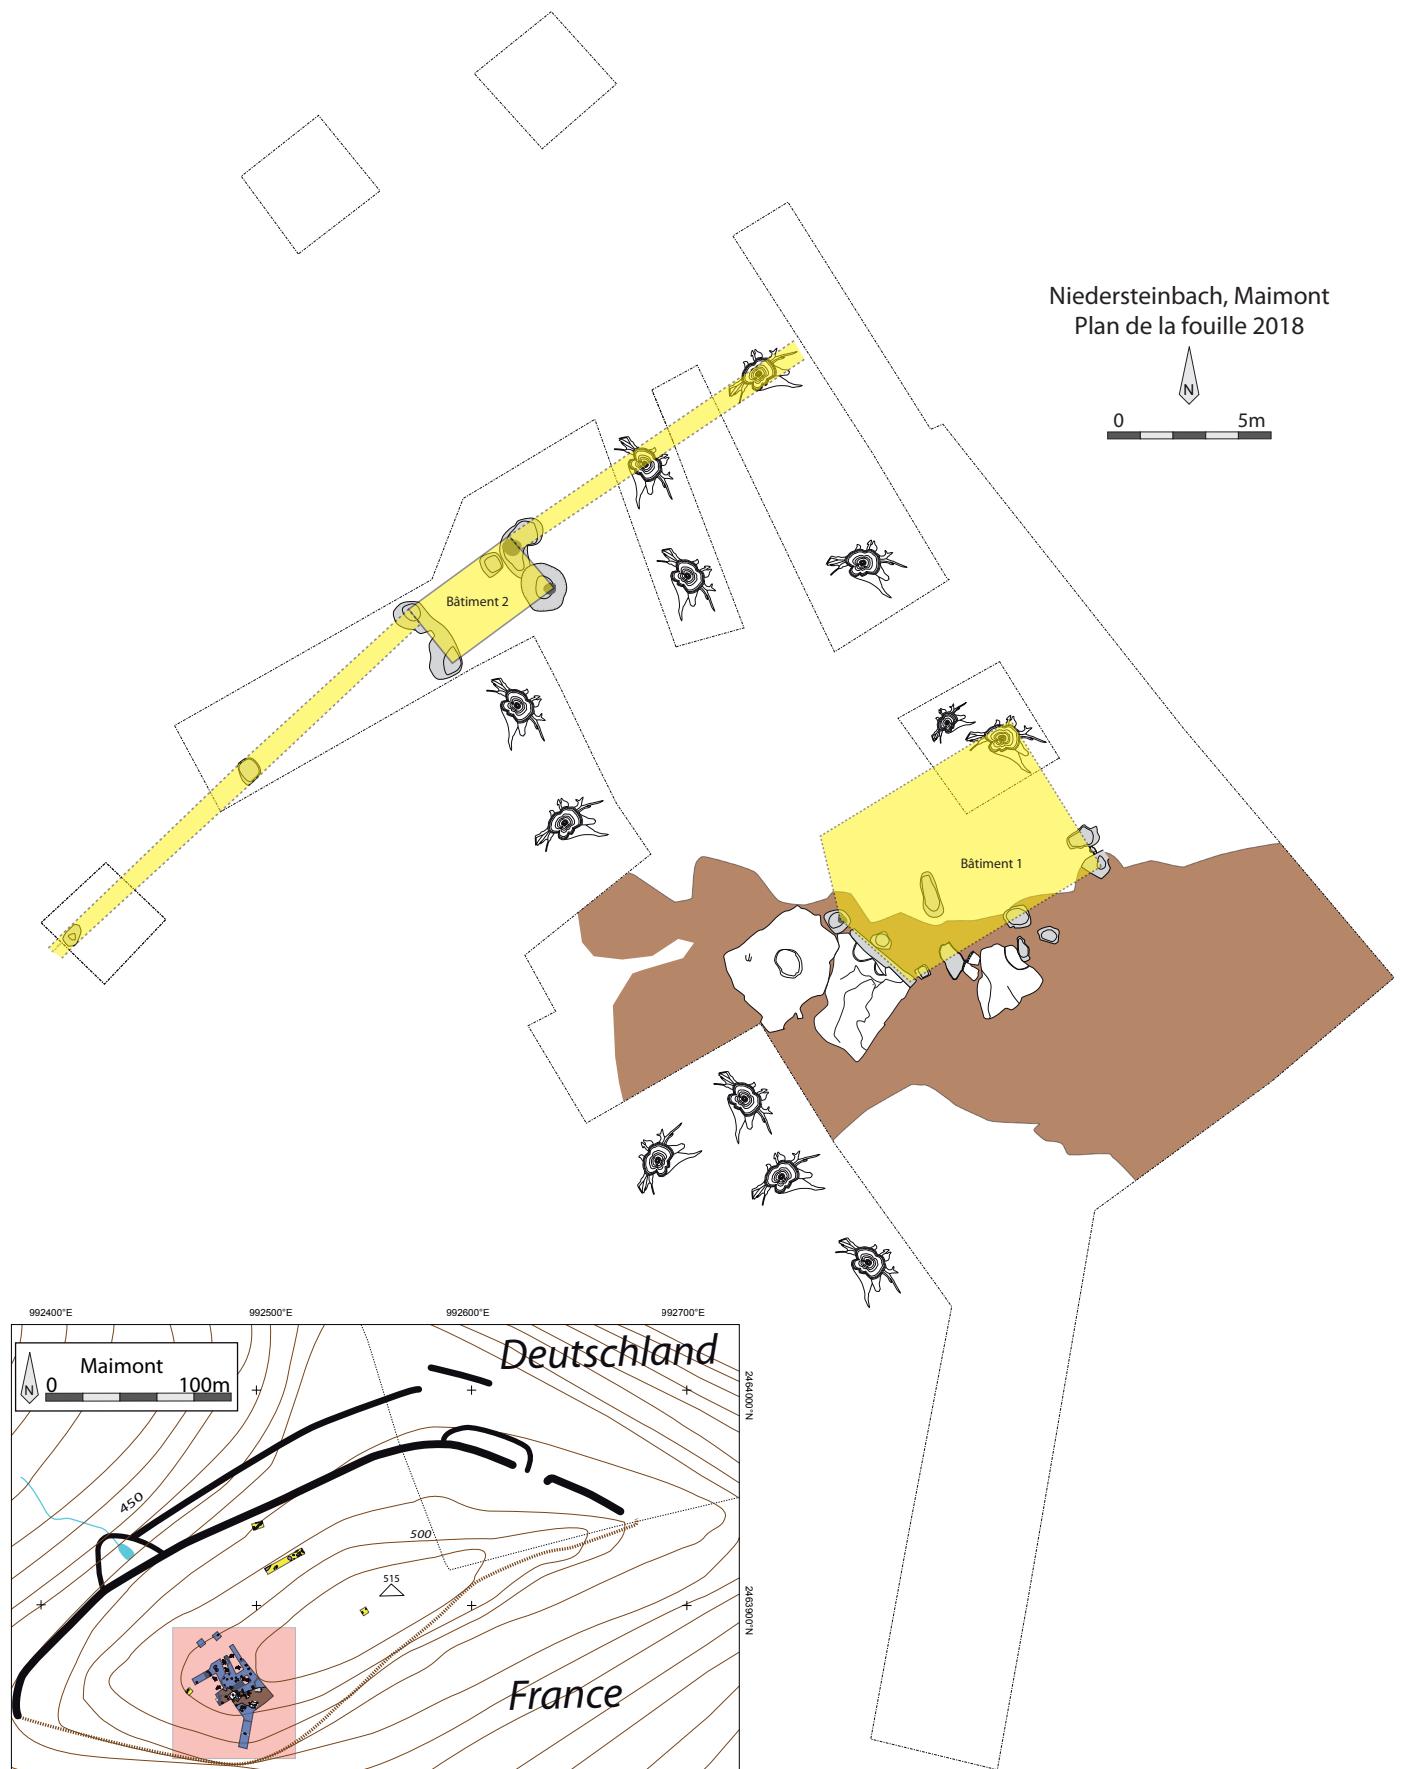 Niedersteinbach, Maimont
Plan de la fouille 2018
N
0 5m
Bâtiment 2
Bâtiment 1
992400°E 992500°E 992600°E 992700°E
Deutschland
Maimont
N
0 100m
2464000°N
450
500
515
2463900°N
France